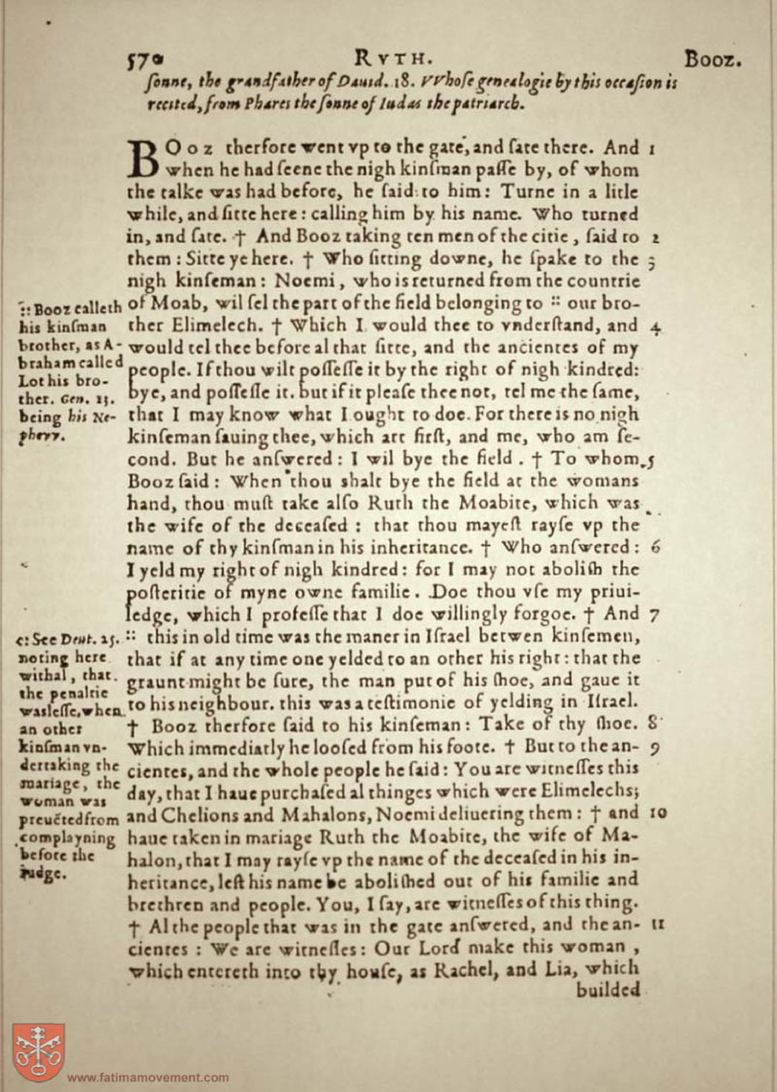 570 RVTH. Booz.
ſonne, the grandfather of Dauid. 18. VVhoſe genealogie by this occaſion is
recited, from Phares the ſonne of Iudas the patriarch.
BOoz therfore went vp to the gate, and ſate there. And 1
when he had ſeene the nigh kinſman paſſe by, of whom
the talke was had before, he ſaid to him: Turne in a litle
while, and ſitte here: calling him by his name. Who turned
in, and ſate. † And Booz taking ten men of the citie, ſaid to 2
them: Sitte ye here. † Who ſitting downe, he ſpake to the 3
nigh kinſeman: Noemi, who is returned from the countrie
of Moab, wil ſel the part of the field belonging to :: our bro-
ther Elimelech. † Which I would thee to vnderſtand, and 4
would tel thee before al that ſitte, and the ancientes of my
people. If thou wilt poſſeſſe it by the right of nigh kindred:
bye, and poſſeſſe it. but if it pleaſe thee not, tel me the ſame,
that I may know what I ought to doe. For there is no nigh
kinſeman ſauing thee, which art firſt, and me, who am ſe-
cond. But he anſwered: I wil bye the field. † To whom 5
Booz ſaid: When thou shalt bye the field at the womans
hand, thou muſt take alſo Ruth the Moabite, which was
the wife of the deceaſed: that thou mayeſt rayſe vp the
name of thy kinſman in his inheritance. † Who anſwered: 6
I yeld my right of nigh kindred: for I may not aboliſh the
poſteritie of myne owne familie. Doe thou vſe my priui-
ledge, which I profeſſe that I doe willingly forgoe. † And 7
:: this in old time was the maner in Iſrael betwen kinſemen,
that if at any time one yelded to an other his right: that the
graunt might be ſure, the man put of his ſhoe, and gaue it
to his neighbour. this was a teſtimonie of yelding in Iſrael.
† Booz therfore ſaid to his kinſeman: Take of thy ſhoe. 8
Which immediatly he looſed from his foote. † But to the an- 9
cientes, and the whole people he ſaid: You are witneſſes this
day, that I haue purchaſed al thinges which were Elimelechs;
and Chelions and Mahalons, Noemi deliuering them: † and 10
haue taken in mariage Ruth the Moabite, the wife of Ma-
halon, that I may rayſe vp the name of the deceaſed in his in-
heritance, leſt his name be aboliſhed out of his familie and
brethren and people. You, I ſay, are witneſſes of this thing.
† Al the people that was in the gate anſwered, and the an- 11
cientes: We are witneſſes: Our Lord make this woman,
which entereth into thy houſe, as Rachel, and Lia, which
builded
:: Booz calleth
his kinſman
brother, as A-
braham called
Lot his bro-
ther. Gen. 13.
being his Ne-
phevv.
c: See Deut. 25.
noting here
withal, that
the penaltie
was leſſe, when
an other
kinſman vn-
dertaking the
mariage, the
woman was
preuẽted from
complayning
before the
iudge.
www.fatimamovement.com